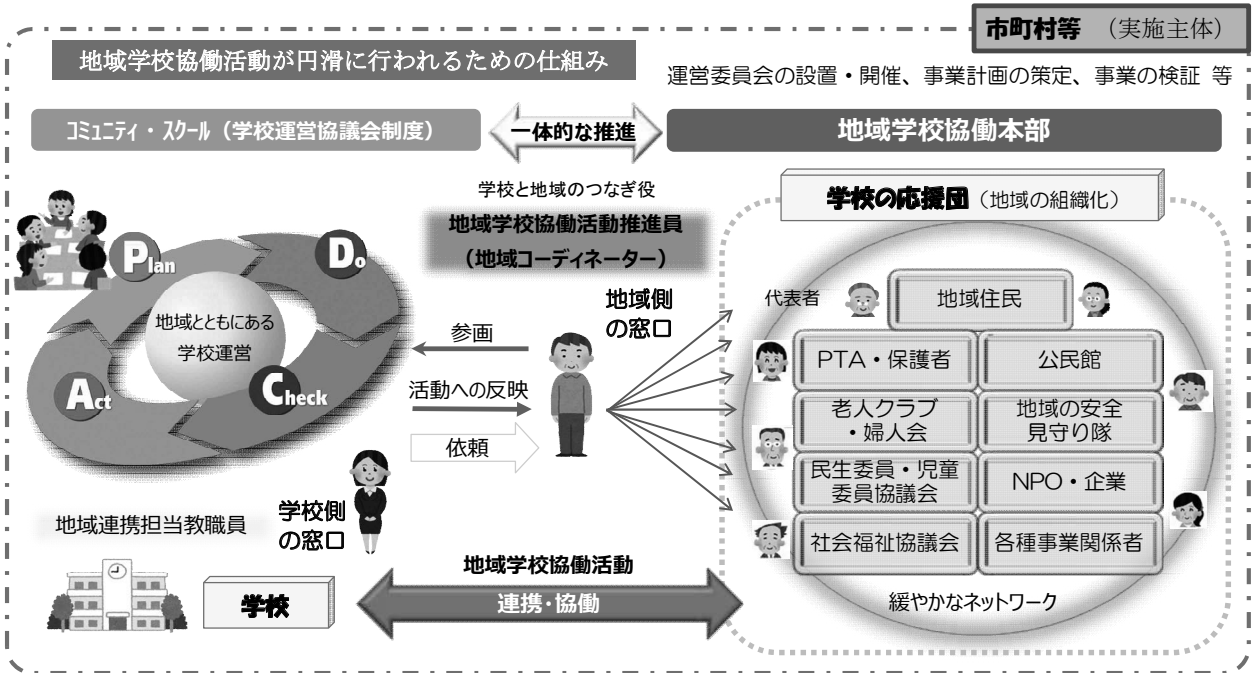 市町村等 （実施主体）
地域学校協働活動が円滑に行われるための仕組み
運営委員会の設置・開催、事業計画の策定、事業の検証 等
コミュニティ・スクール（学校運営協議会制度）
一体的な推進
地域学校協働本部
学校と地域のつなぎ役
地域学校協働活動推進員
（地域コーディネーター）
学校の応援団（地域の組織化）
Plan
Do
Check
Act
地域とともにある
学校運営
地域側
の窓口
参画
活動への反映
依頼
代表者
地域住民
PTA・保護者
公民館
老人クラブ
・婦人会
地域の安全
見守り隊
民生委員・児童
委員協議会
NPO・企業
社会福祉協議会
各種事業関係者
緩やかなネットワーク
地域連携担当教職員
学校側
の窓口
学校
地域学校協働活動
連携・協働